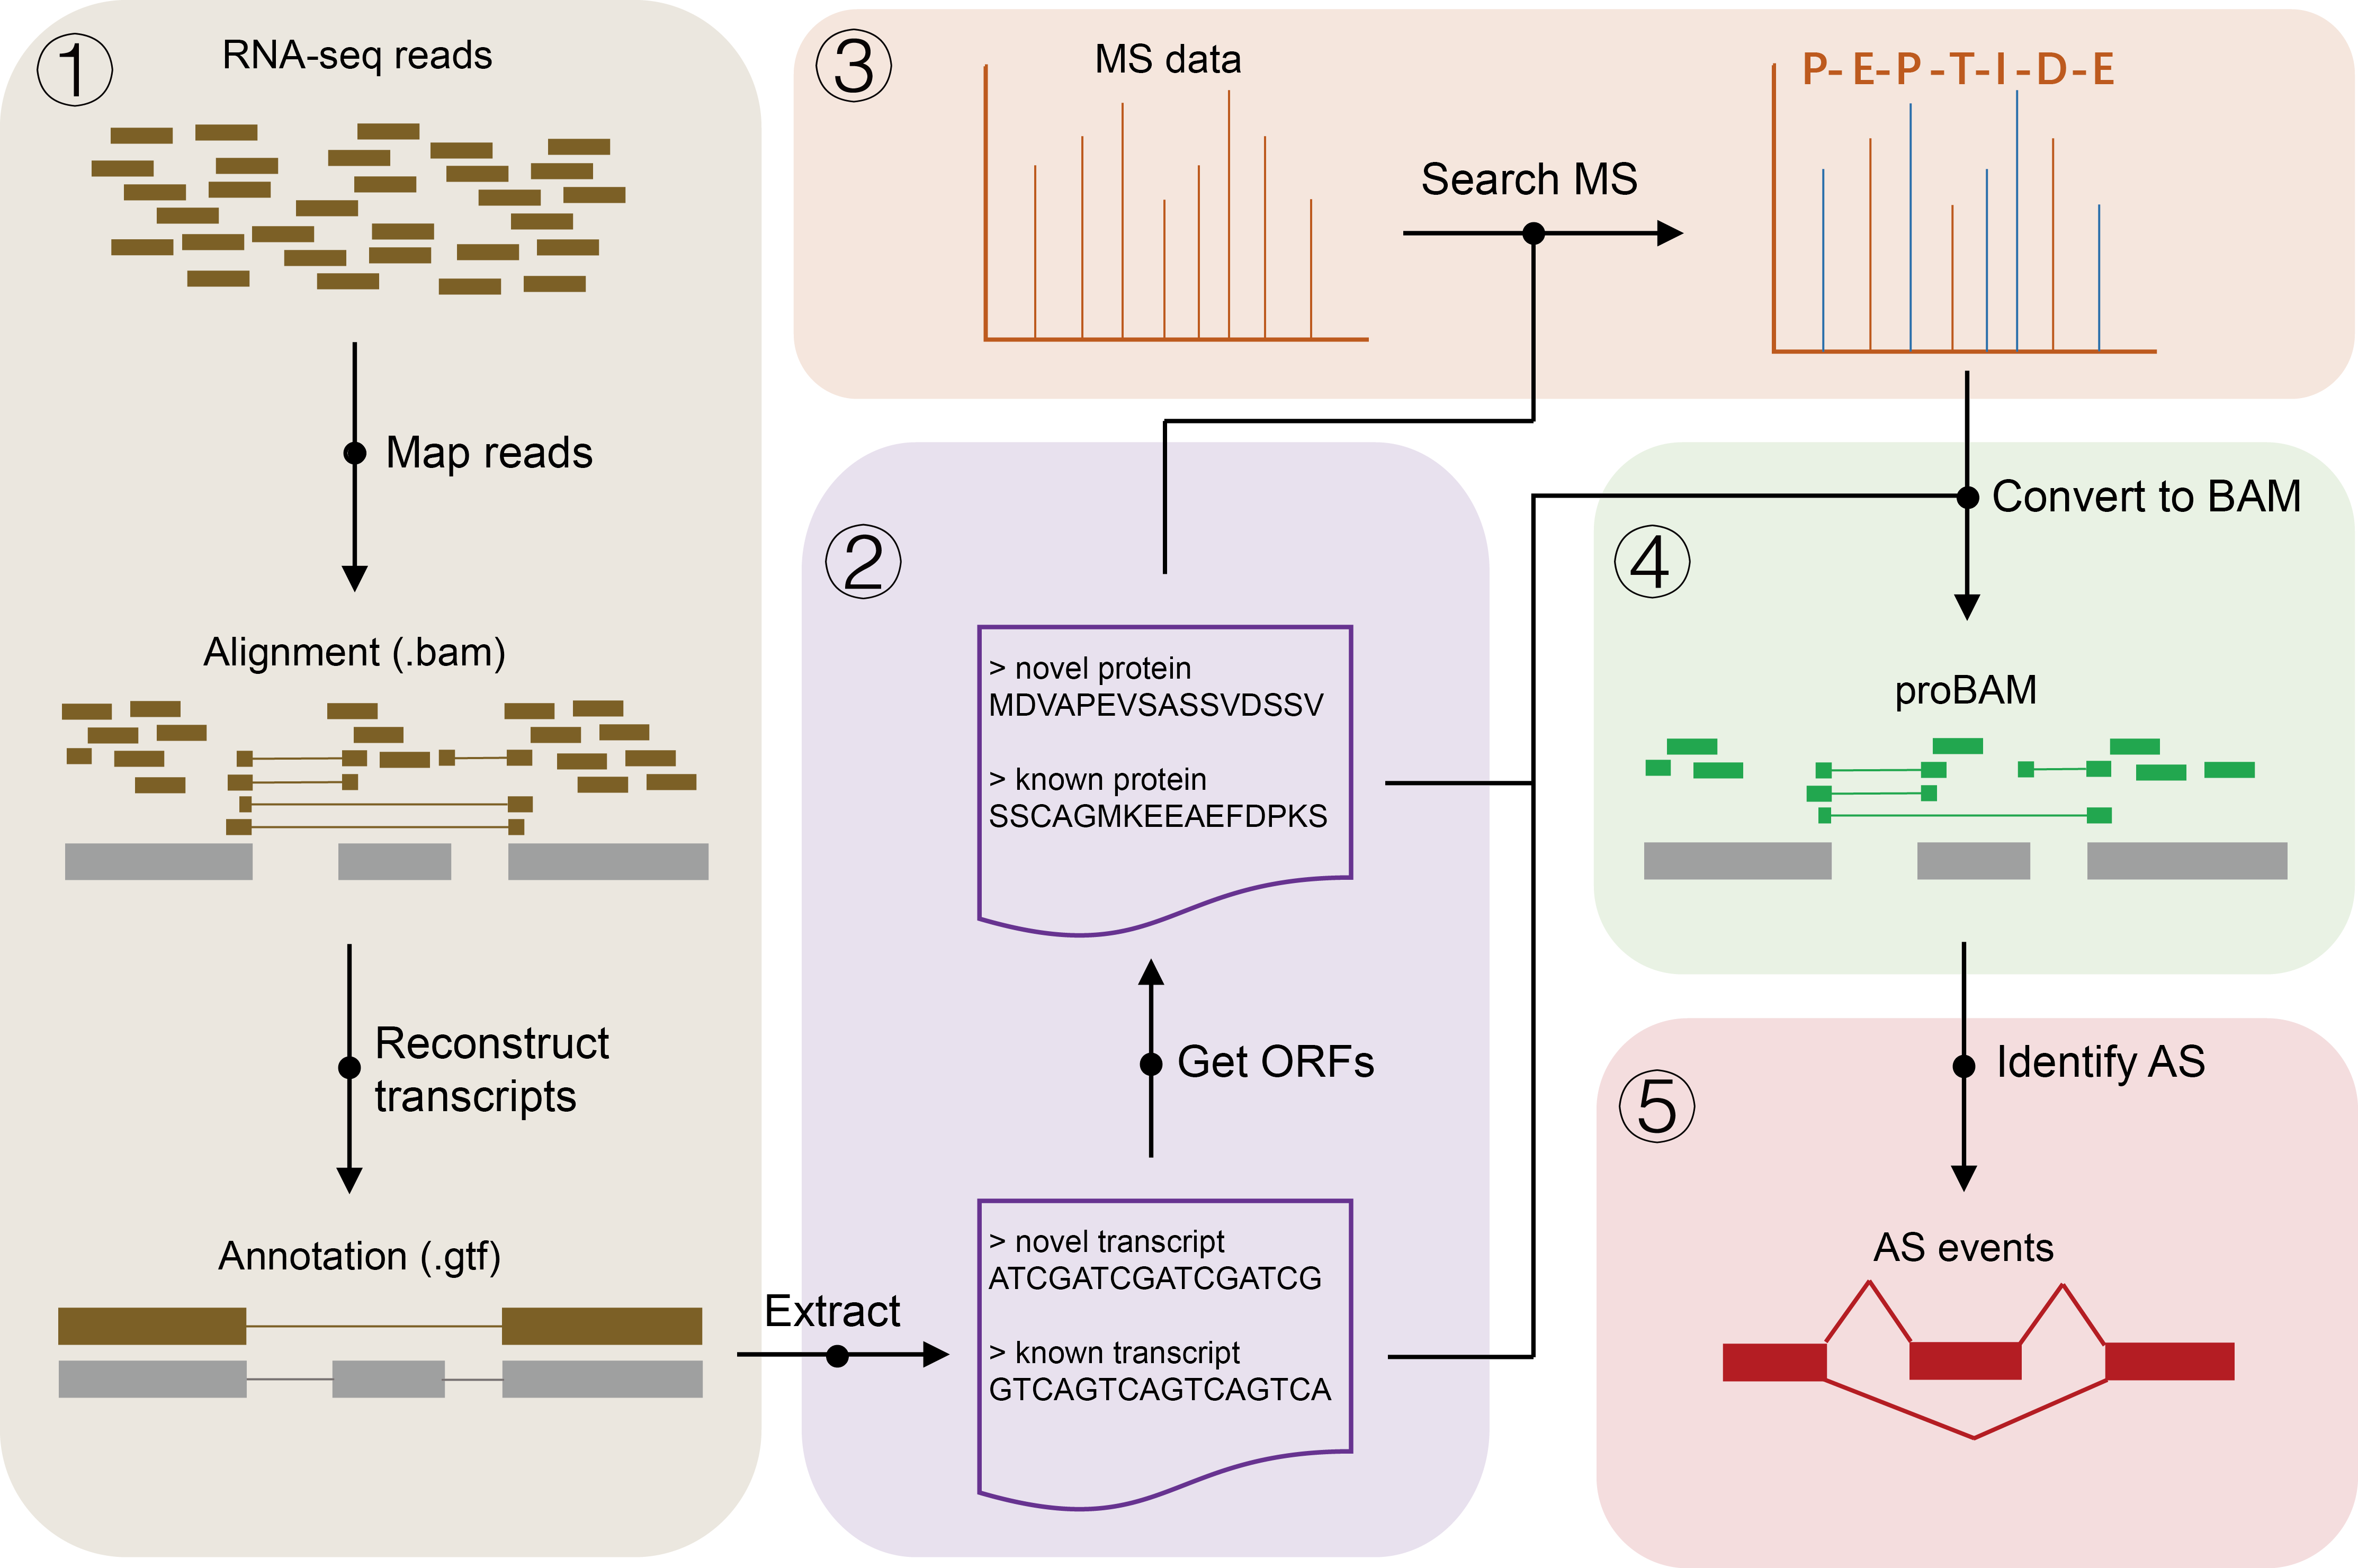 ①
RNA-seq reads
Map reads
Alignment (.bam)
Reconstruct
transcripts
Annotation (.gtf)
Extract
②
> novel protein
MDVAPEVSASSVDSSV
> known protein
SSCAGMKEEAEFDPKS
Get ORFs
> novel transcript
ATCGATCGATCGATCG
> known transcript
GTCAGTCAGTCAGTCA
③
MS data
Search MS
P-E-P-T-I-D-E
④
Convert to BAM
proBAM
⑤
Identify AS
AS events